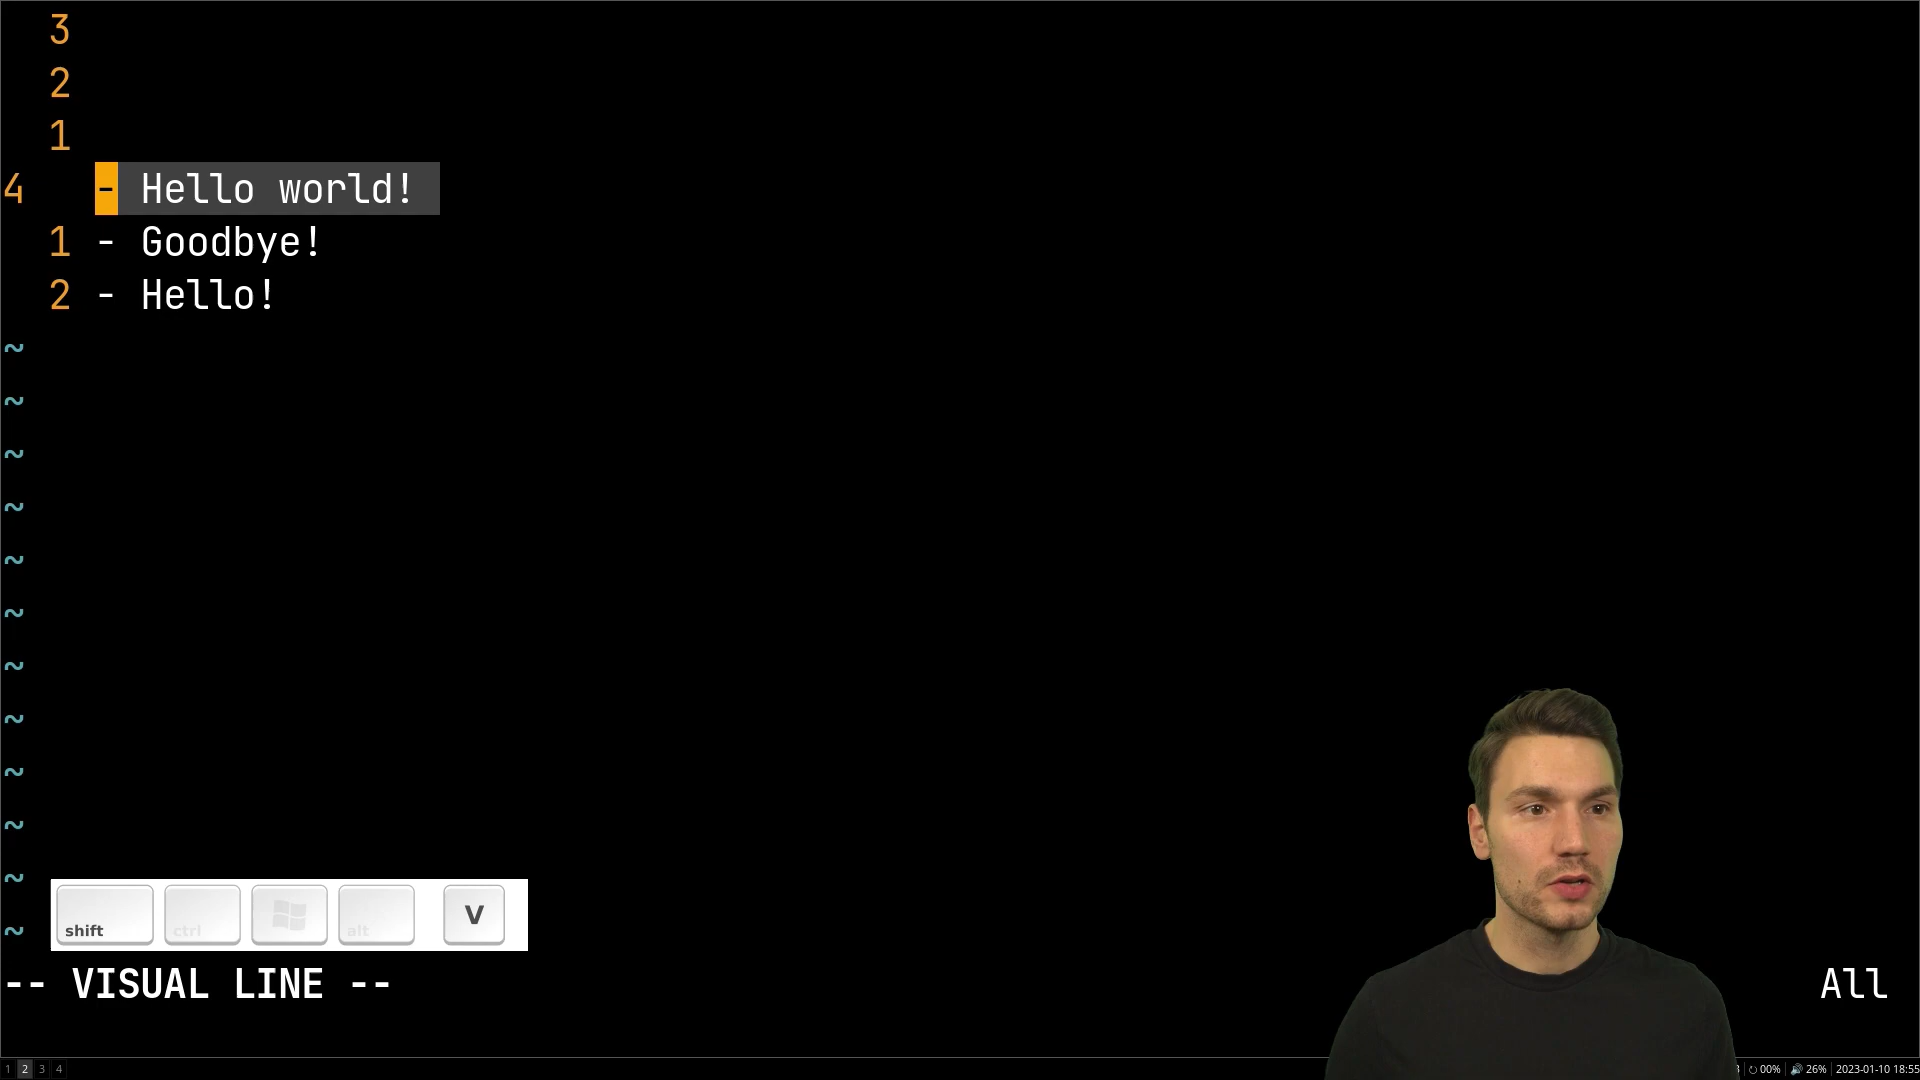 3
2
1
4 - Hello world!
1 - Goodbye!
2 - Hello!
~
~
~
~
~
~
~
~
~
~
~
~
shift ctrl alt V
-- VISUAL LINE -- All
1 2 3 4 00% 26% 2023-01-10 18:55